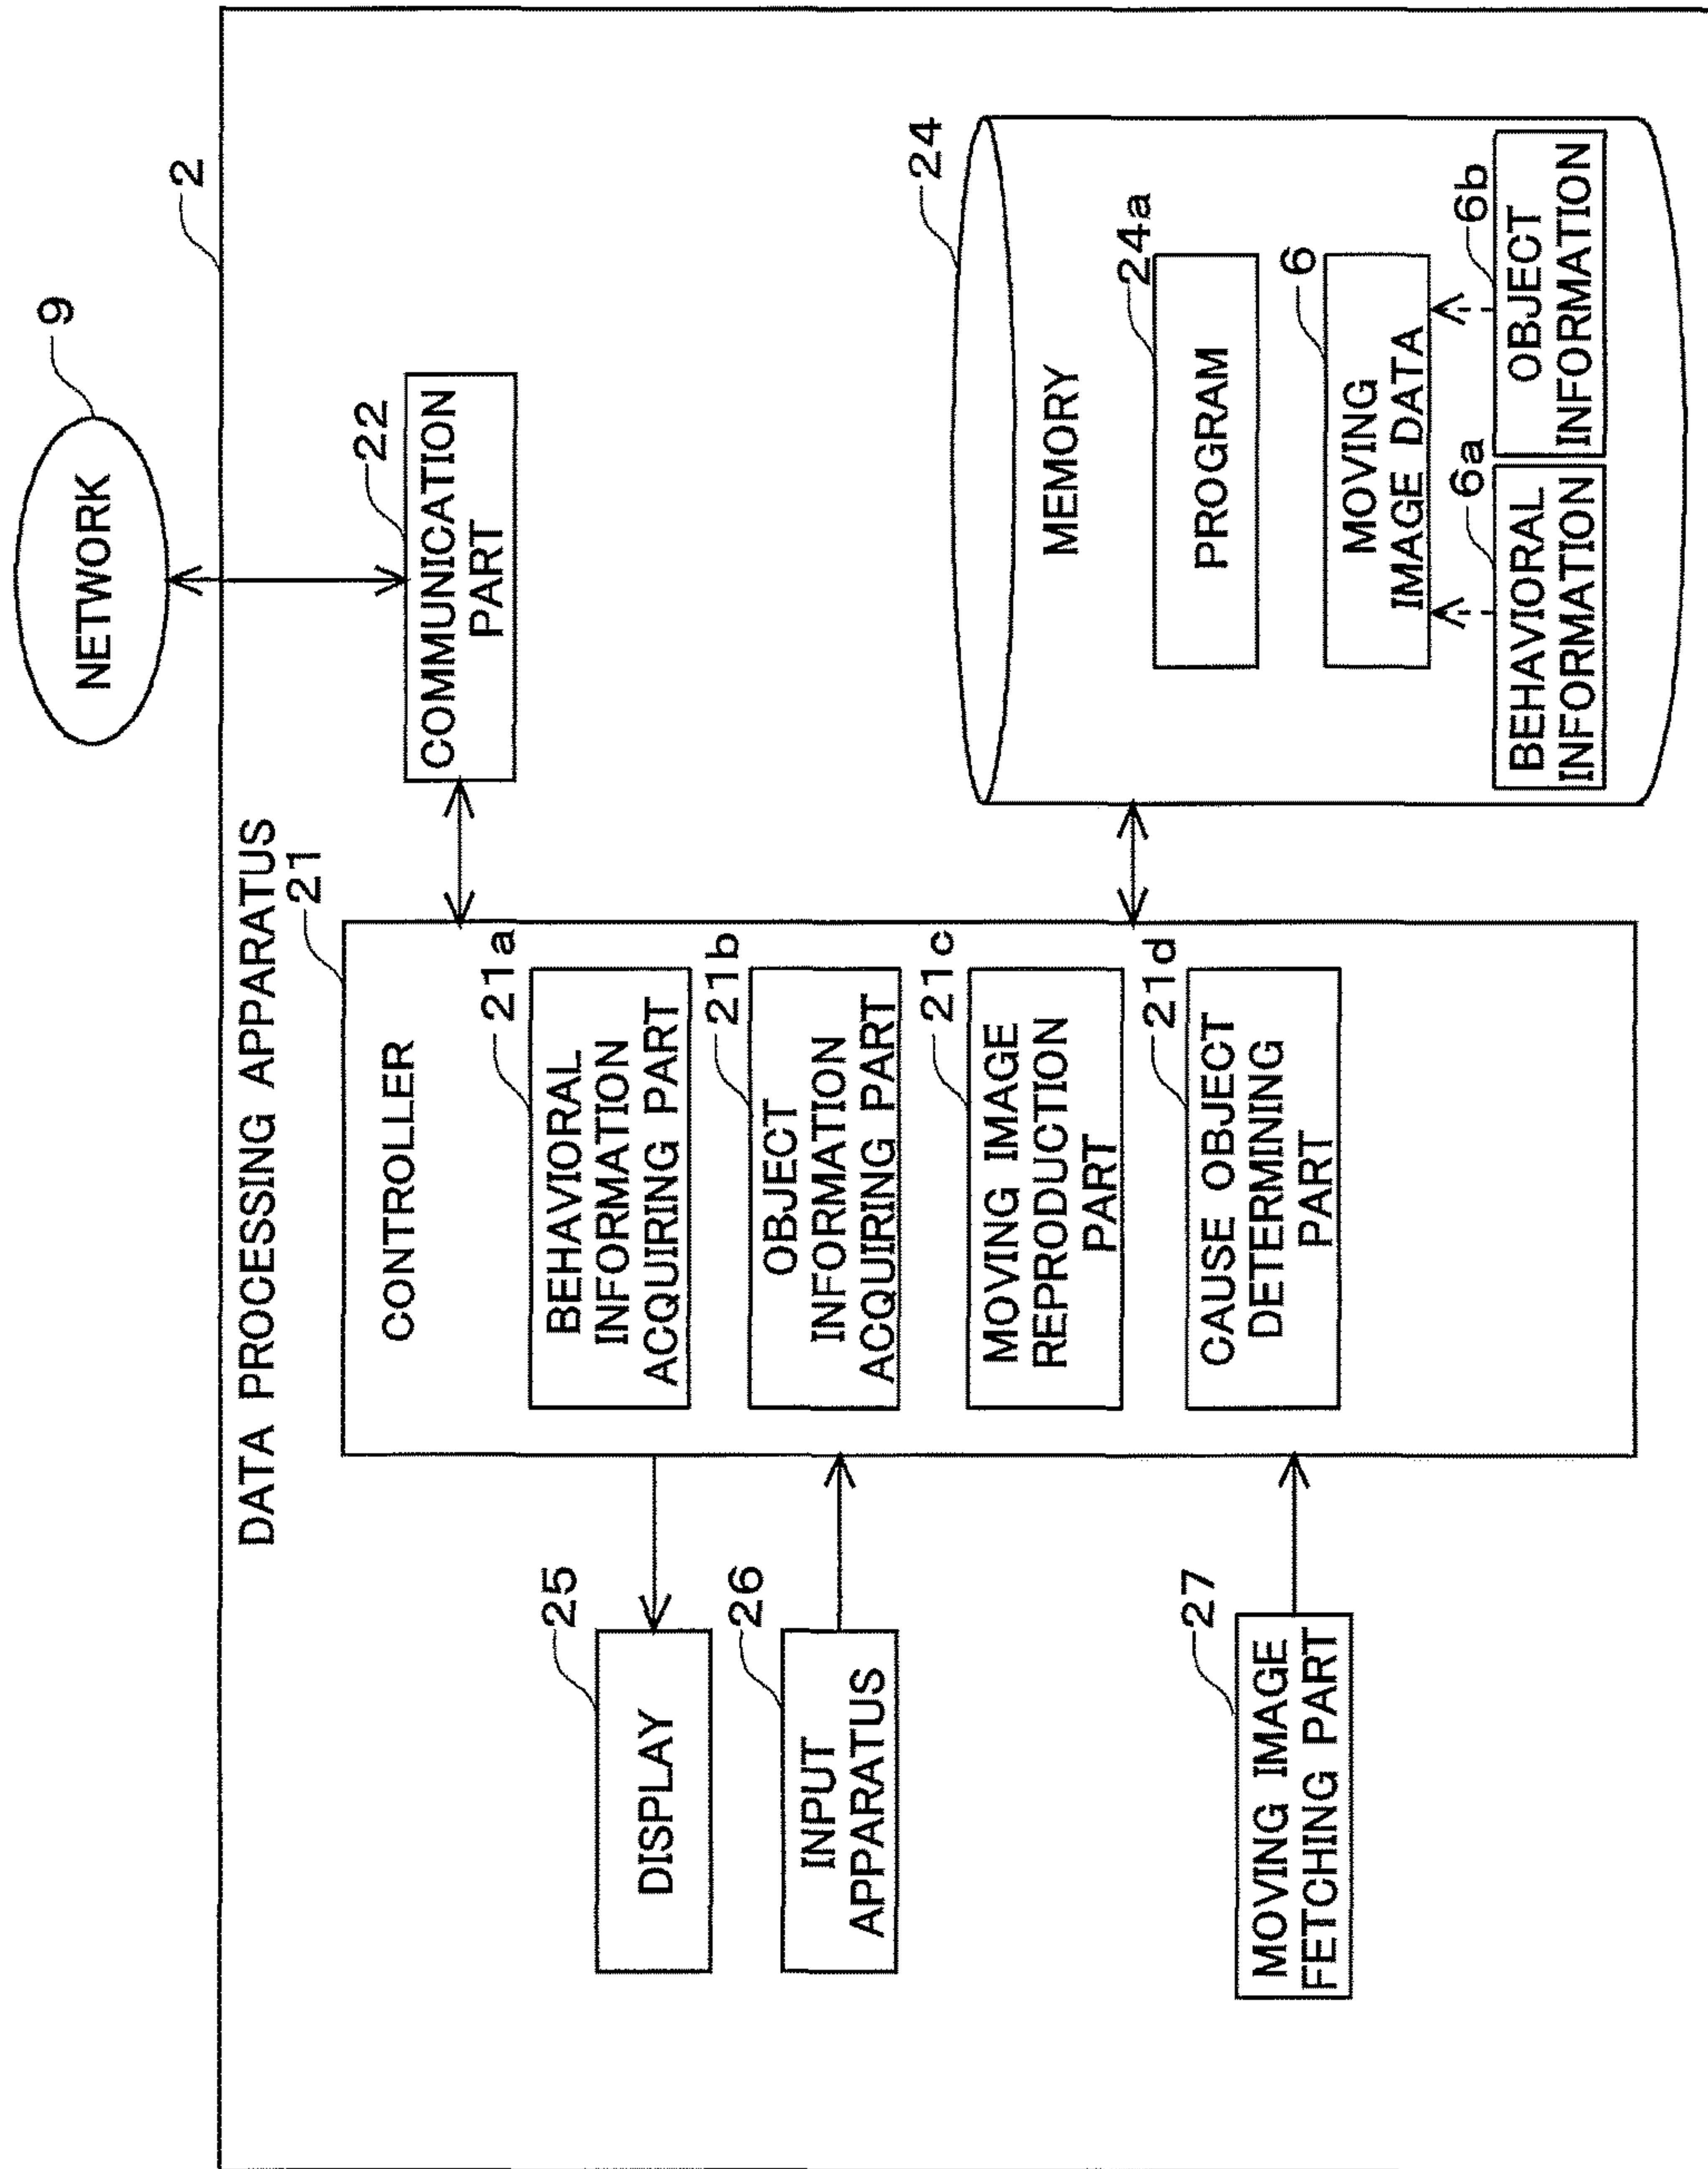 NETWORK
9
2
DATA PROCESSING APPARATUS
21
CONTROLLER
21a
BEHAVIORAL
INFORMATION
ACQUIRING PART
21b
OBJECT
INFORMATION
ACQUIRING PART
21c
MOVING IMAGE
REPRODUCTION
PART
21d
CAUSE OBJECT
DETERMINING
PART
22
COMMUNICATION
PART
25
DISPLAY
26
INPUT
APPARATUS
27
MOVING IMAGE
FETCHING PART
24
MEMORY
24a
PROGRAM
6
MOVING
IMAGE DATA
6a
BEHAVIORAL
INFORMATION
6b
OBJECT
INFORMATION